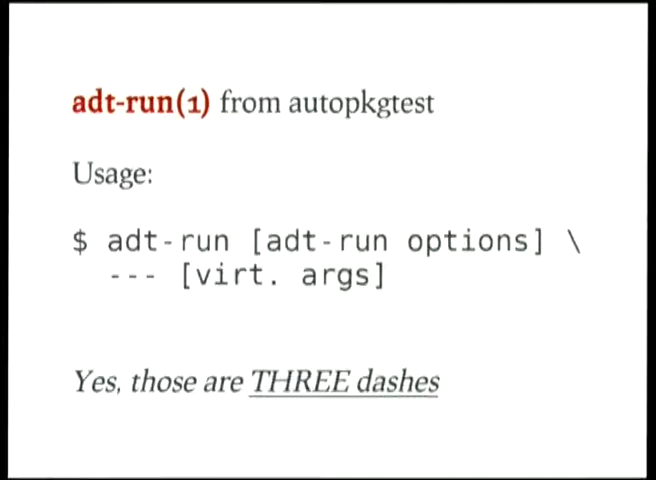 adt-run(1) from autopkgtest
Usage:
$ adt-run [adt-run options] \
--- [virt. args]
Yes, those are THREE dashes